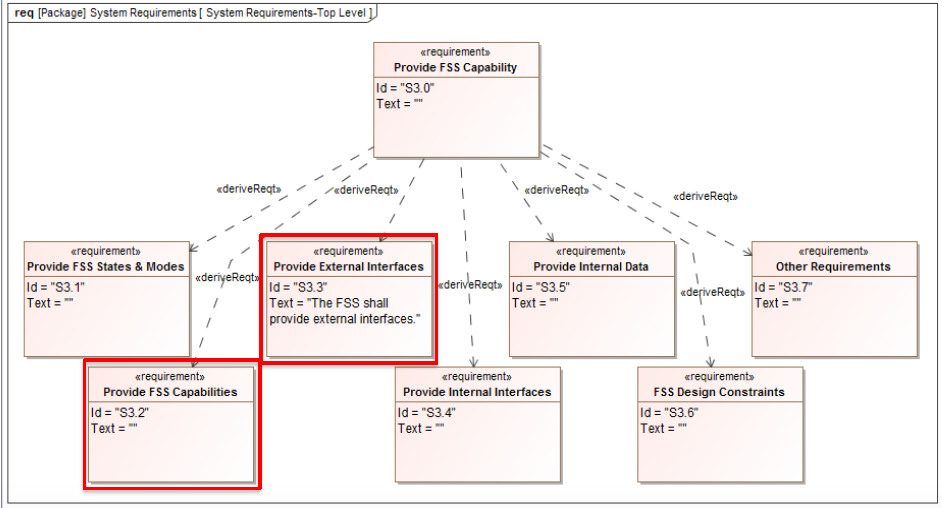 req [Package] System Requirements [ System Requirements-Top Level ]
«requirement»
Provide FSS Capability
Id = "S3.0"
Text = ""
«deriveReqt»
«deriveReqt»
«deriveReqt»
«deriveReqt»
«requirement»
Provide FSS States & Modes
Id = "S3.1"
Text = ""
«deriveReqt»
«requirement»
Provide External Interfaces
Id = "S3.3"
Text = "The FSS shall
provide external interfaces."
«deriveReqt»
«requirement»
Provide Internal Data
Id = "S3.5"
Text = ""
«deriveReqt»
«requirement»
Other Requirements
Id = "S3.7"
Text = ""
«requirement»
Provide FSS Capabilities
Id = "S3.2"
Text = ""
«requirement»
Provide Internal Interfaces
Id = "S3.4"
Text = ""
«requirement»
FSS Design Constraints
Id = "S3.6"
Text = ""